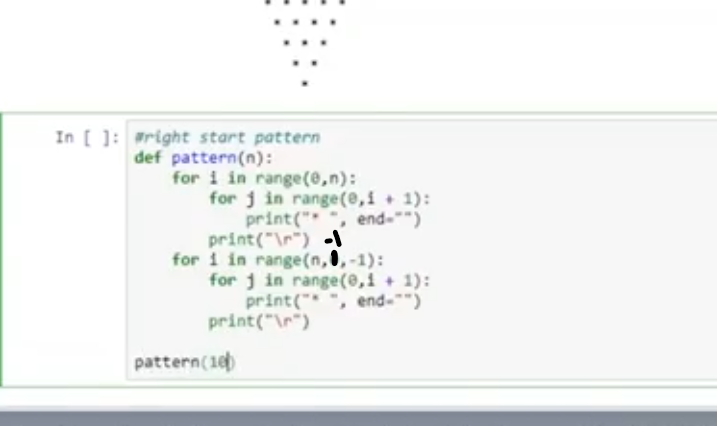 In [ ]: #right start pattern
def pattern(n):
    for i in range(0,n):
        for j in range(0,i + 1):
            print("* ", end="")
        print("\r") -1
    for i in range(n,0,-1):
        for j in range(0,i + 1):
            print("* ", end="")
        print("\r")
pattern(10)